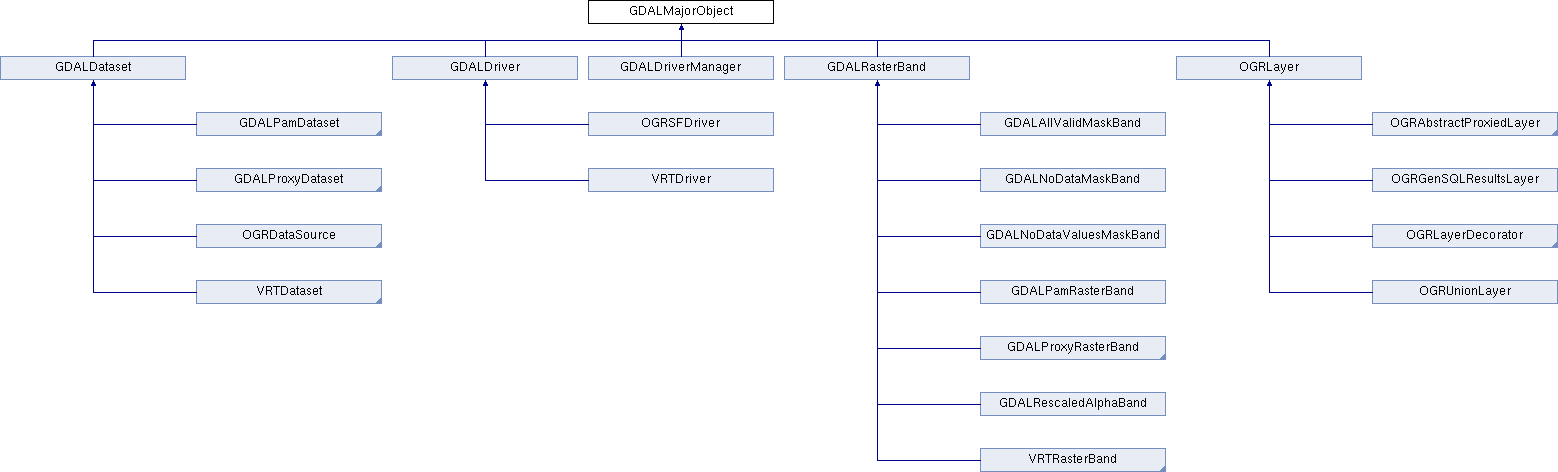 GDALMajorObject
GDALDataset
GDALDriver
GDALDriverManager
GDALRasterBand
OGRLayer
GDALPamDataset
OGRSFDriver
GDALAllValidMaskBand
OGRAbstractProxiedLayer
GDALProxyDataset
VRTDriver
GDALNoDataMaskBand
OGRGenSQLResultsLayer
OGRDataSource
GDALNoDataValuesMaskBand
OGRLayerDecorator
VRTDataset
GDALPamRasterBand
OGRUnionLayer
GDALProxyRasterBand
GDALRescaledAlphaBand
VRTRasterBand